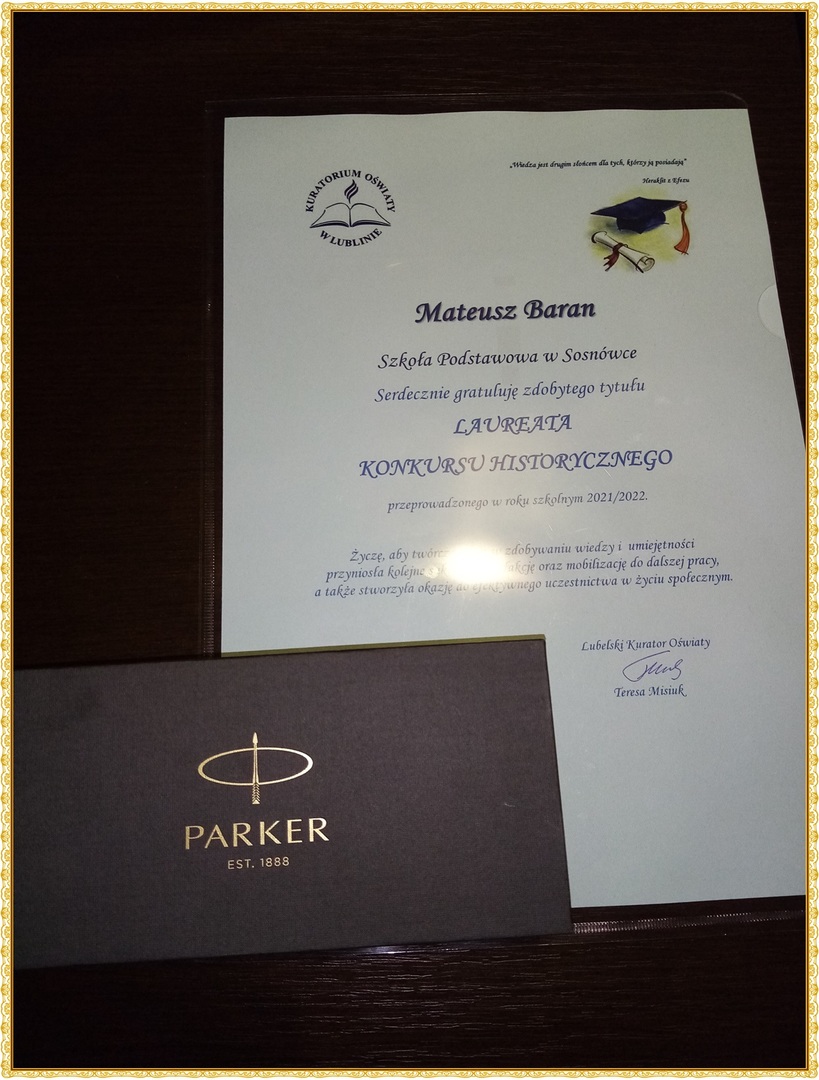 KURATORIUM OŚWIATY
W LUBLINIE
„Wiedza jest drugim słońcem dla tych, którzy ją posiadają"
Heraklit z Efezu
Mateusz Baran
Szkoła Podstawowa w Sosnówce
Serdecznie gratuluję zdobytego tytułu
LAUREATA
KONKURSU HISTORYCZNEGO
przeprowadzonego w roku szkolnym 2021/2022.
Życzę, aby zdobywaniu wiedzy i umiejętności
przyniosła kolejne oraz mobilizację do dalszej pracy,
a także stworzyła okazję do efektywnego uczestnictwa w życiu społecznym.
Lubelski Kurator Oświaty
Teresa Misiuk
PARKER
EST. 1888